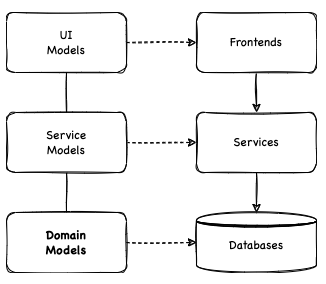 UI
Models
Frontends
Service
Models
Services
Domain
Models
Databases